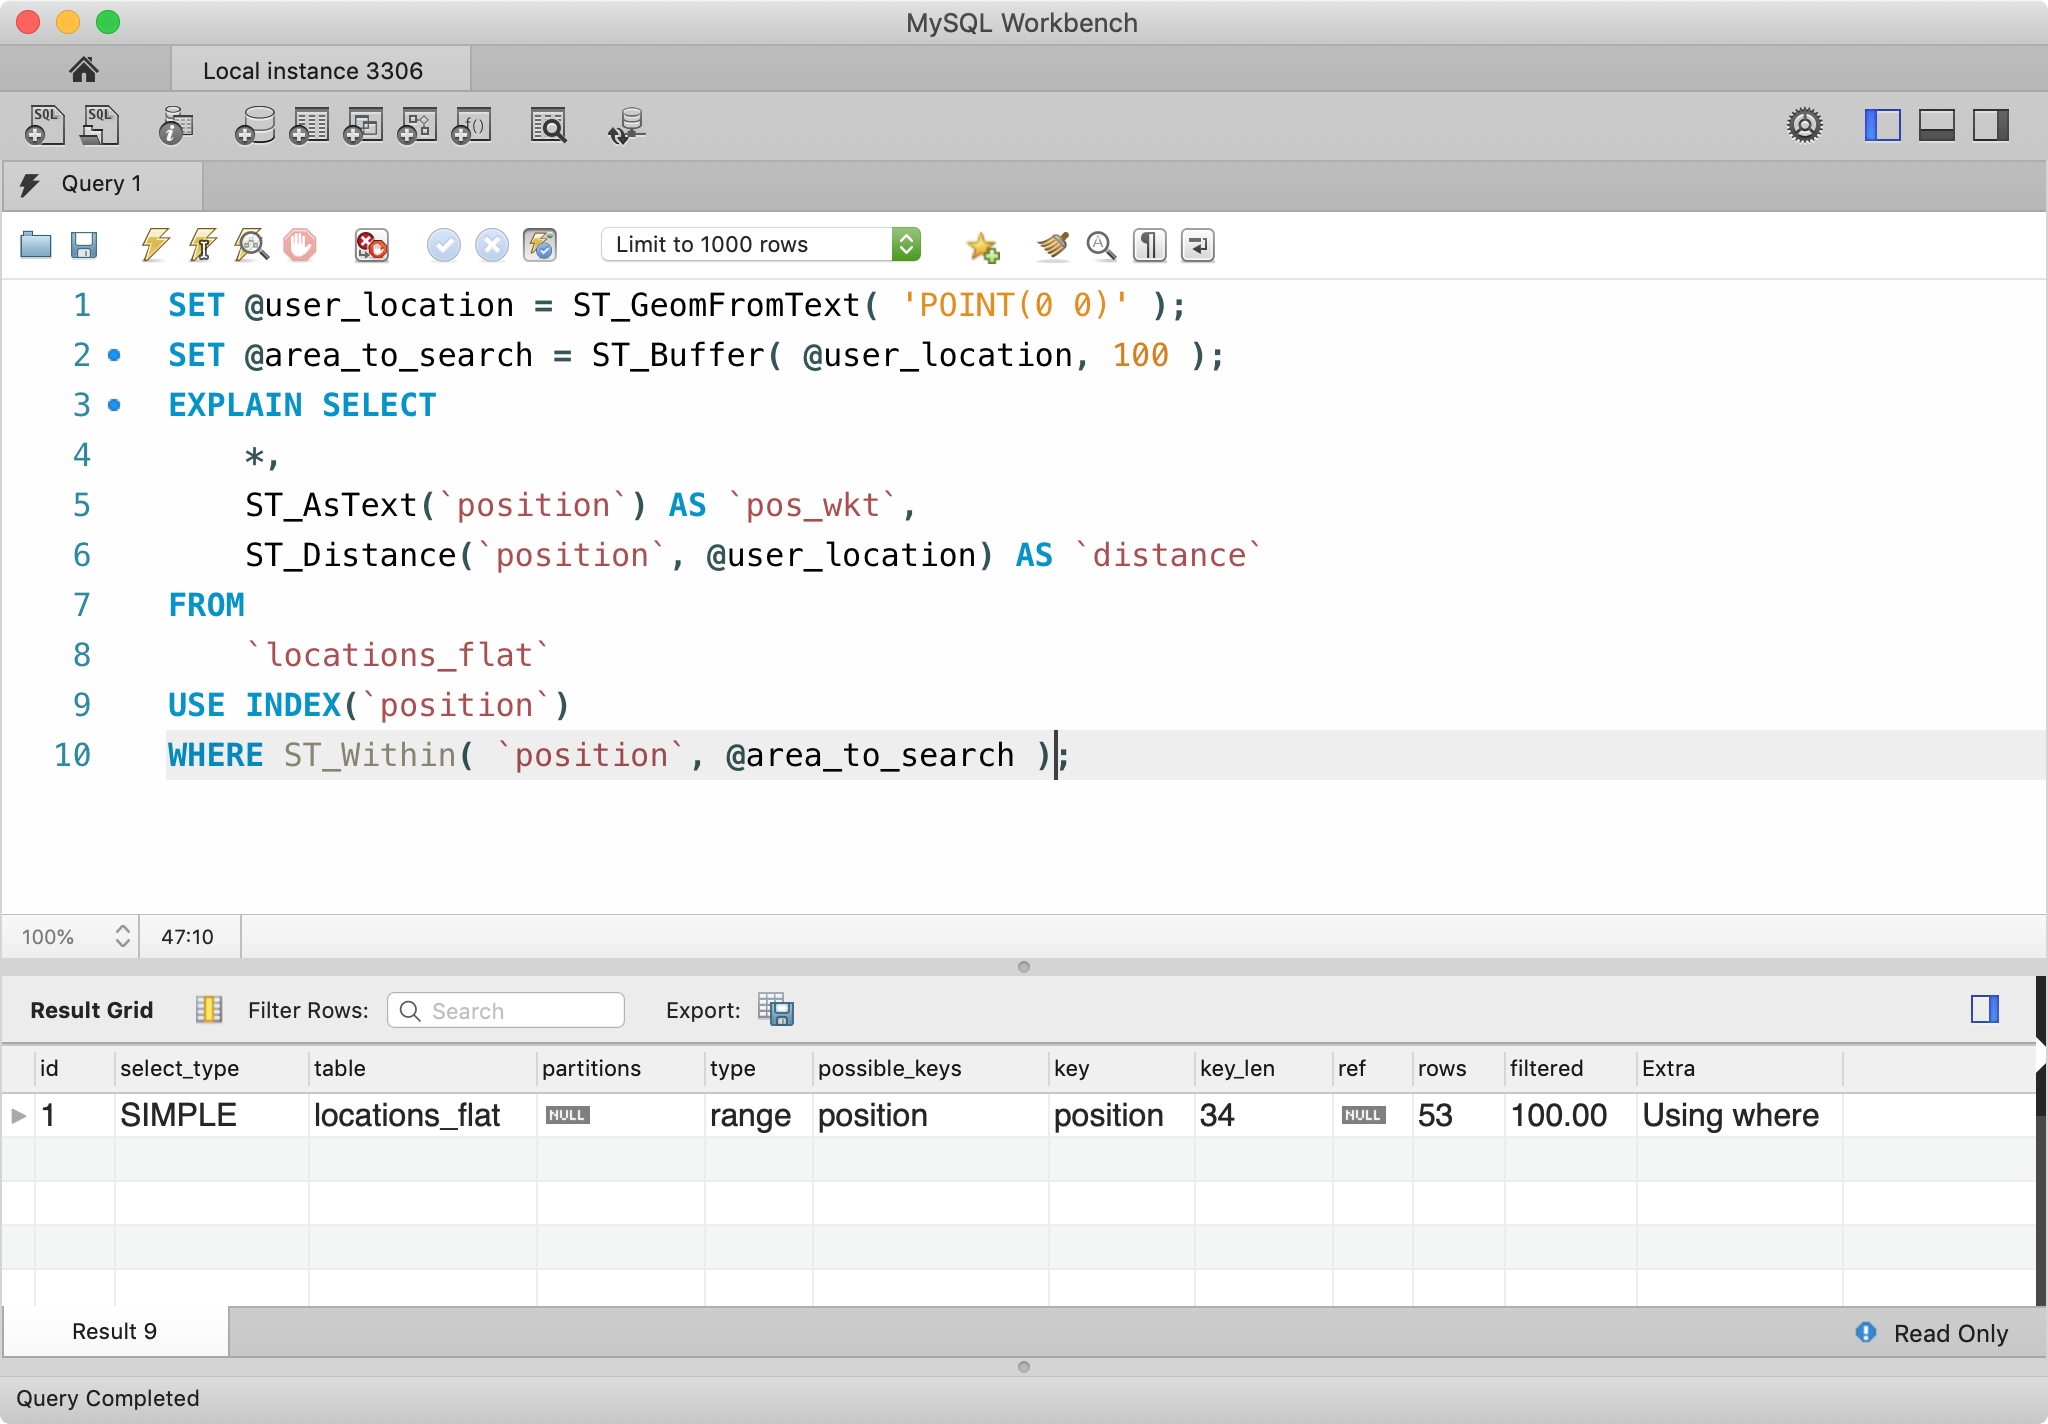 MySQL Workbench
Local instance 3306
SQL SQL
f()
Query 1
Limit to 1000 rows
1 SET @user_location = ST_GeomFromText( 'POINT(0 0)' );
2 SET @area_to_search = ST_Buffer( @user_location, 100 );
3 EXPLAIN SELECT
4 *,
5 ST_AsText(`position`) AS `pos_wkt`,
6 ST_Distance(`position`, @user_location) AS `distance`
7 FROM
8 `locations_flat`
9 USE INDEX(`position`)
10 WHERE ST_Within( `position`, @area_to_search );
100% 47:10
Result Grid Filter Rows: Search Export:
id select_type table partitions type possible_keys key key_len ref rows filtered Extra
1 SIMPLE locations_flat NULL range position position 34 NULL 53 100.00 Using where
Result 9 Read Only
Query Completed